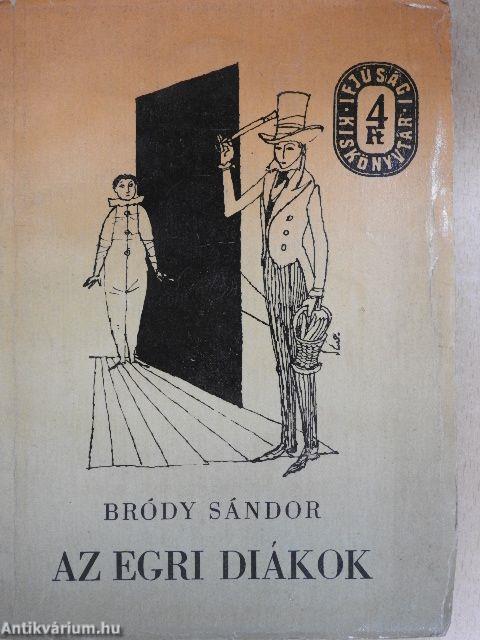 IFJÚSÁGI
4
Ft
KISKÖNYVTÁR
BRÓDY SÁNDOR
AZ EGRI DIÁKOK
Antikvárium.hu